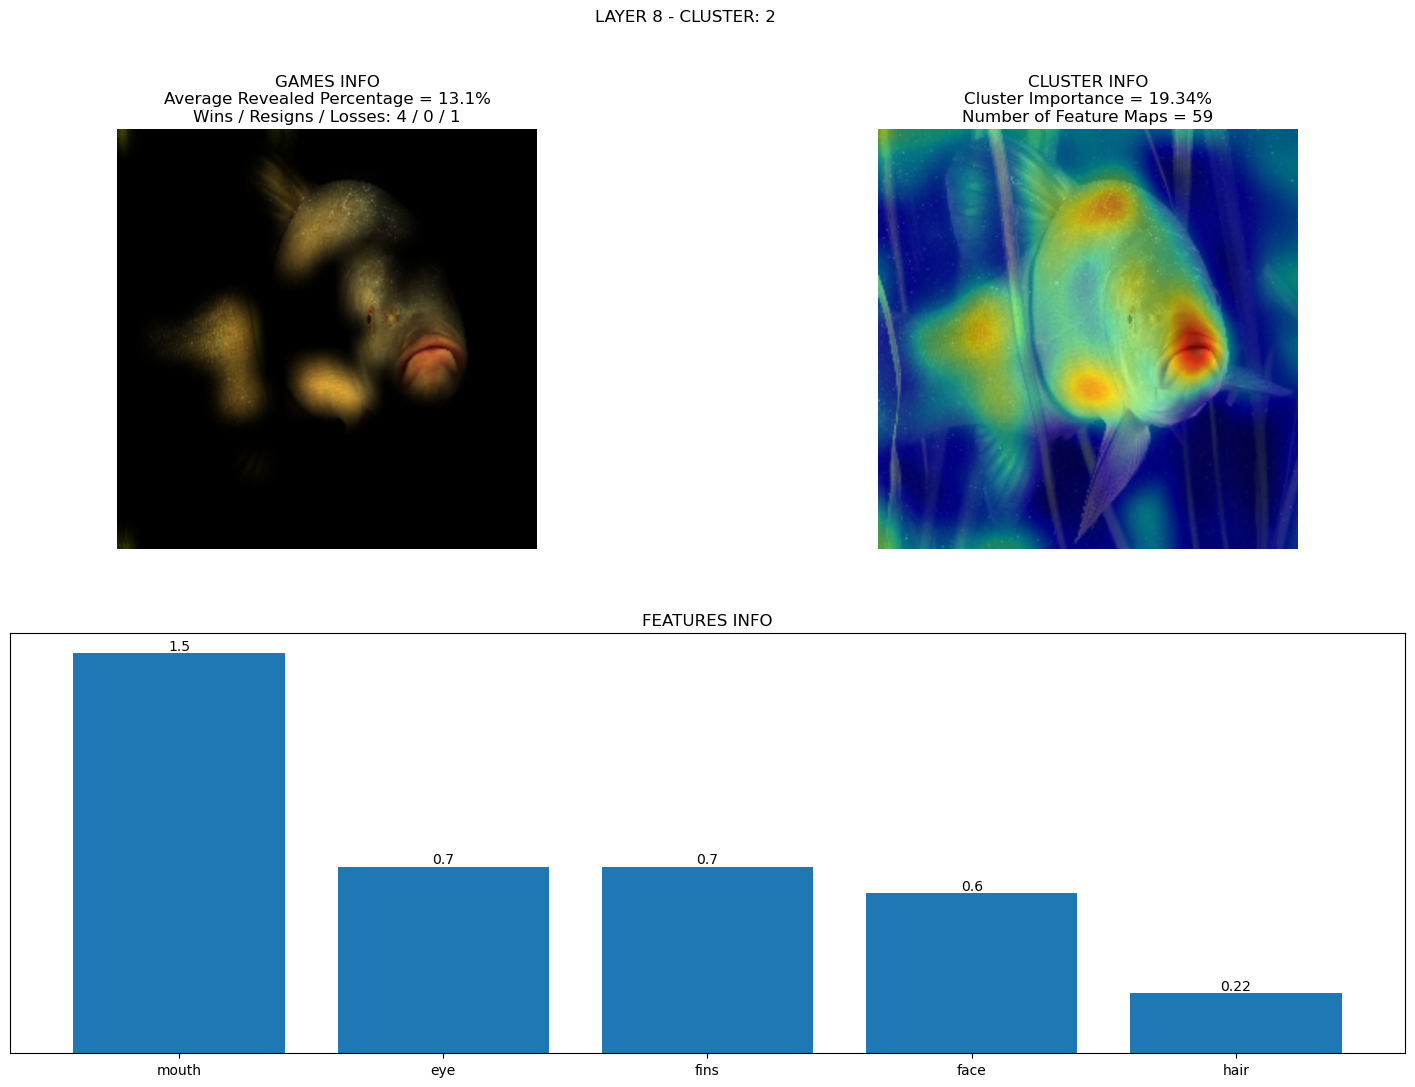 LAYER 8 - CLUSTER: 2
GAMES INFO
Average Revealed Percentage = 13.1%
Wins / Resigns / Losses: 4 / 0 / 1
CLUSTER INFO
Cluster Importance = 19.34%
Number of Feature Maps = 59
FEATURES INFO
1.5
0.7
0.7
0.6
0.22
mouth
eye
fins
face
hair